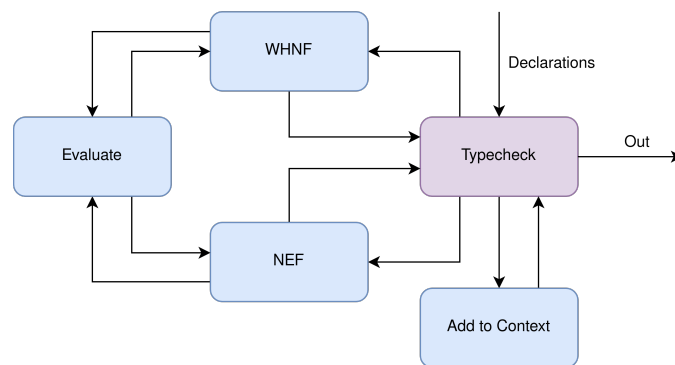 WHNF
Declarations
Evaluate
Typecheck
Out
NEF
Add to Context